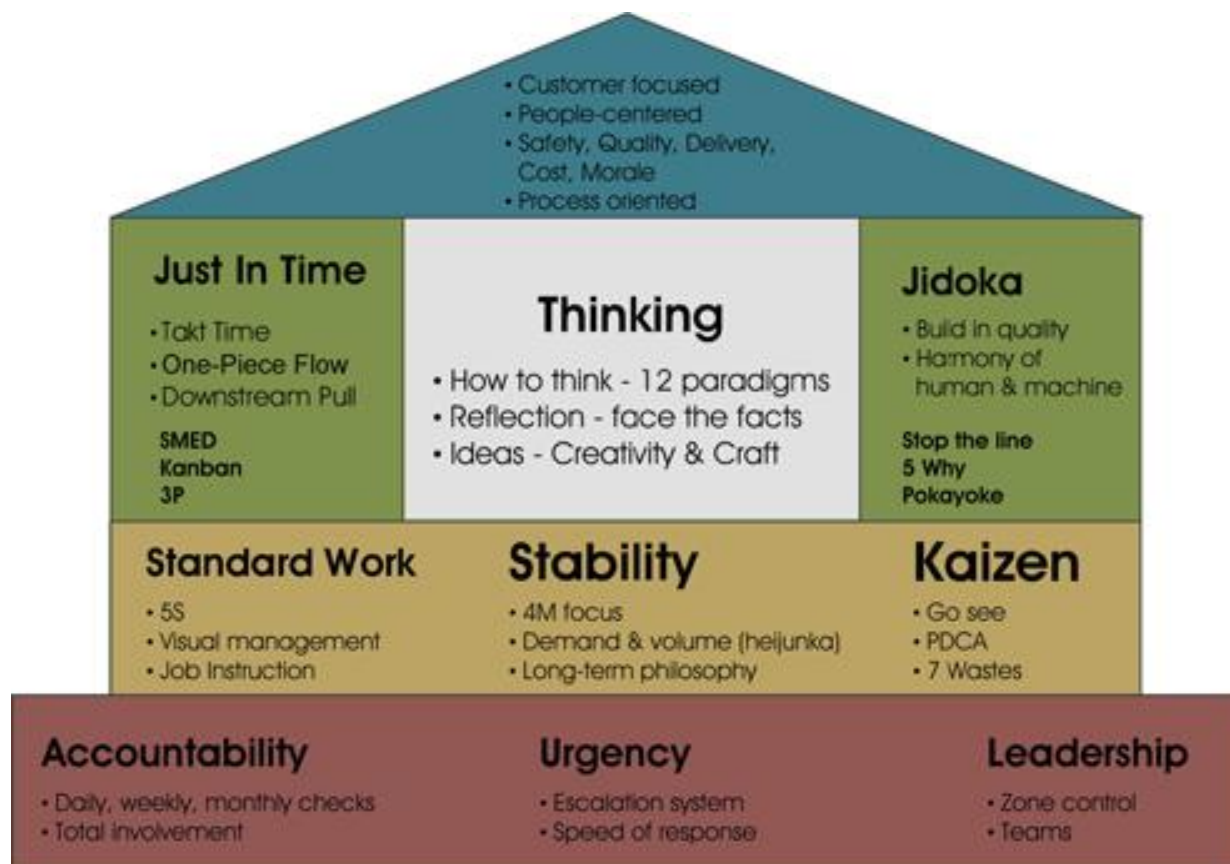 • Customer focused
• People-centered
• Safety, Quality, Delivery,
Cost, Morale
• Process oriented
Just In Time
• Takt Time
• One-Piece Flow
• Downstream Pull
SMED
Kanban
3P
Thinking
• How to think - 12 paradigms
• Reflection - face the facts
• Ideas - Creativity & Craft
Jidoka
• Build in quality
• Harmony of
human & machine
Stop the line
5 Why
Pokayoke
Standard Work
• 5S
• Visual management
• Job Instruction
Stability
• 4M focus
• Demand & volume (heijunka)
• Long-term philosophy
Kaizen
• Go see
• PDCA
• 7 Wastes
Accountability
• Daily, weekly, monthly checks
• Total involvement
Urgency
• Escalation system
• Speed of response
Leadership
• Zone control
• Teams